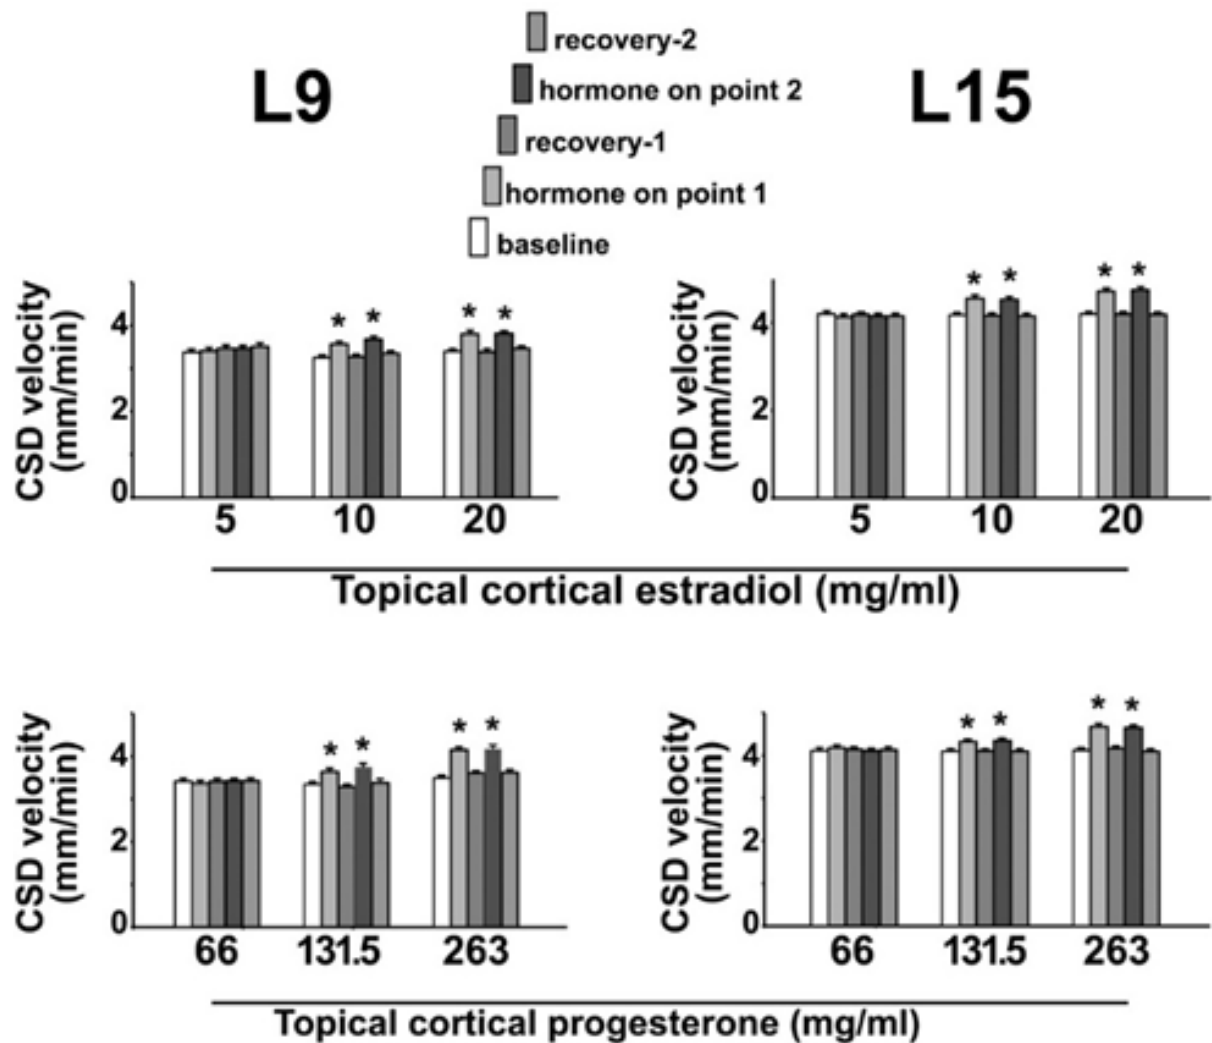 recovery-2
L9
hormone on point 2
L15
recovery-1
hormone on point 1
baseline
CSD velocity
(mm/min)
4
2
0
* * * *
5 10 20
CSD velocity
(mm/min)
4
2
0
* * * *
5 10 20
Topical cortical estradiol (mg/ml)
CSD velocity
(mm/min)
4
2
0
* * * *
66 131.5 263
CSD velocity
(mm/min)
4
2
0
* * * *
66 131.5 263
Topical cortical progesterone (mg/ml)